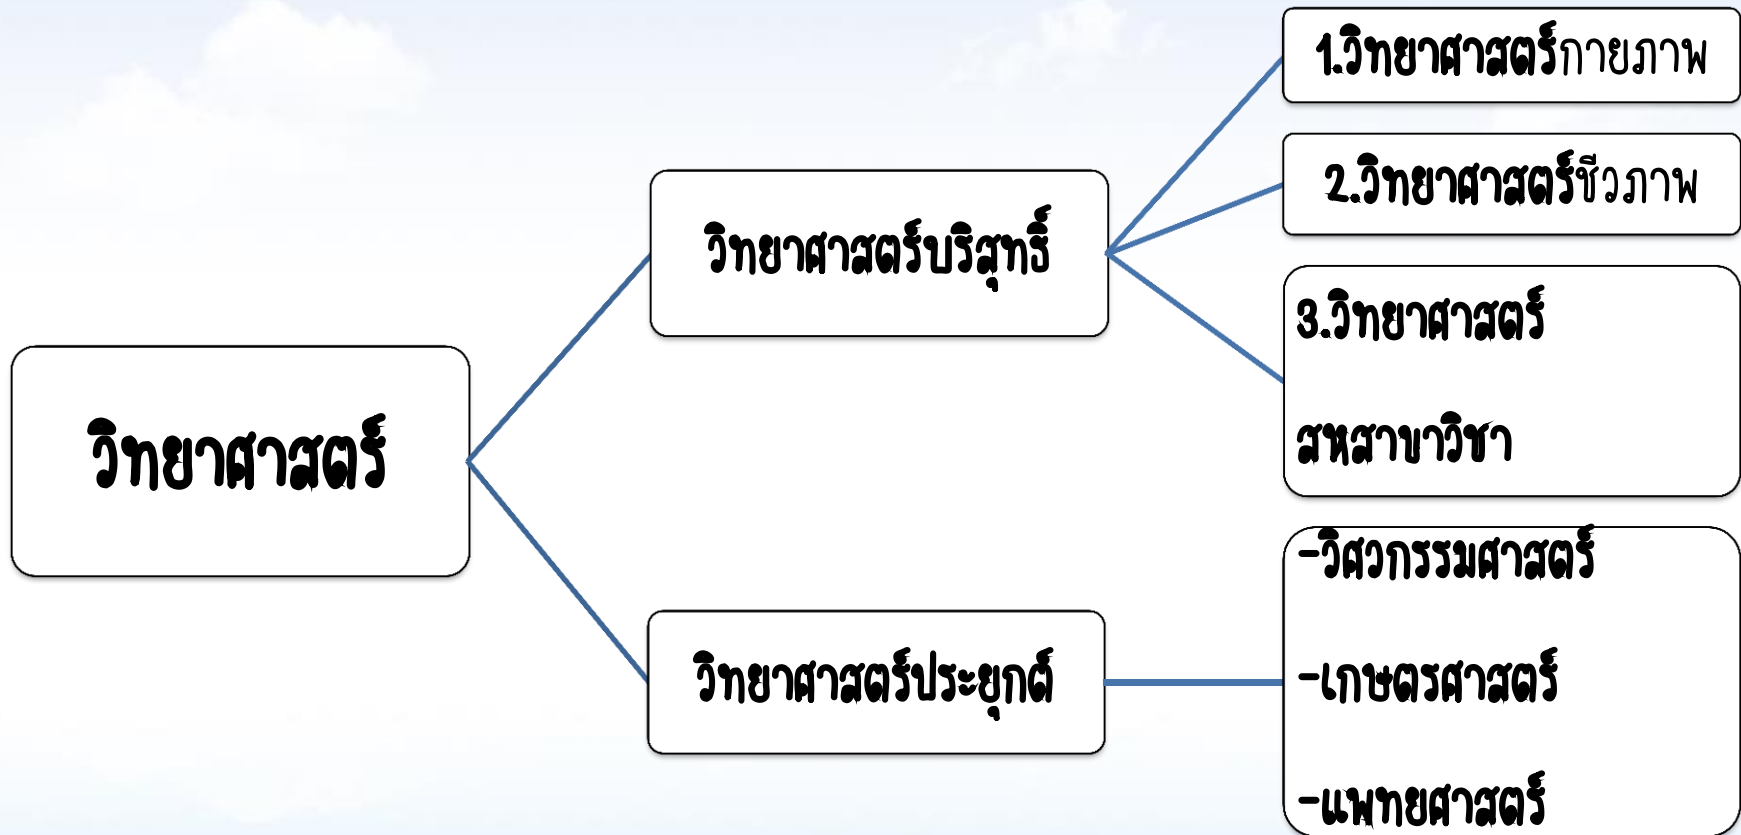 วิทยาศาสตร์
วิทยาศาสตร์บริสุทธิ์
1.วิทยาศาสตร์กายภาพ
2.วิทยาศาสตร์ชีวภาพ
3.วิทยาศาสตร์
สหสาขาวิชา
วิทยาศาสตร์ประยุกต์
-วิศวกรรมศาสตร์
-เกษตรศาสตร์
-แพทยศาสตร์